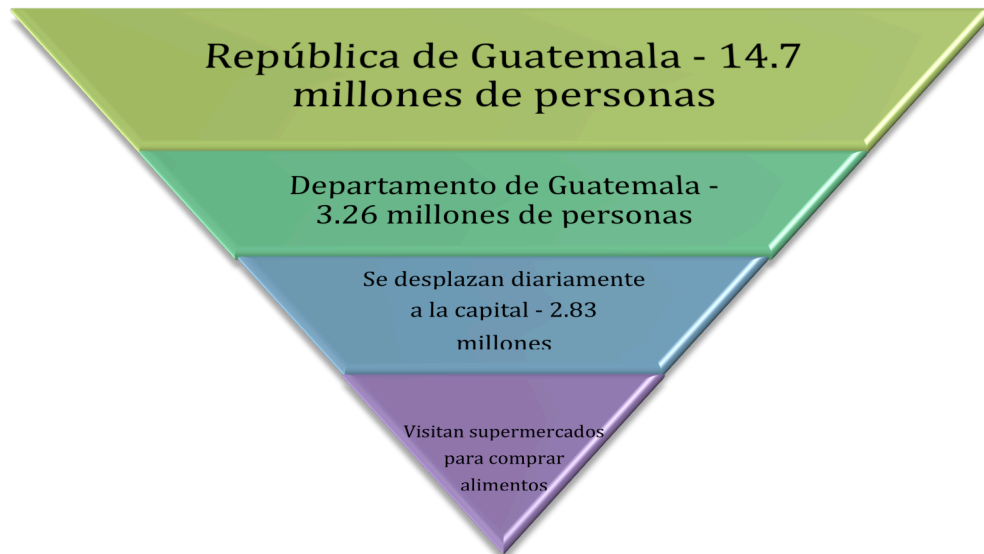 República de Guatemala - 14.7
millones de personas
Departamento de Guatemala -
3.26 millones de personas
Se desplazan diariamente
a la capital - 2.83
millones
Visitan supermercados
para comprar
alimentos